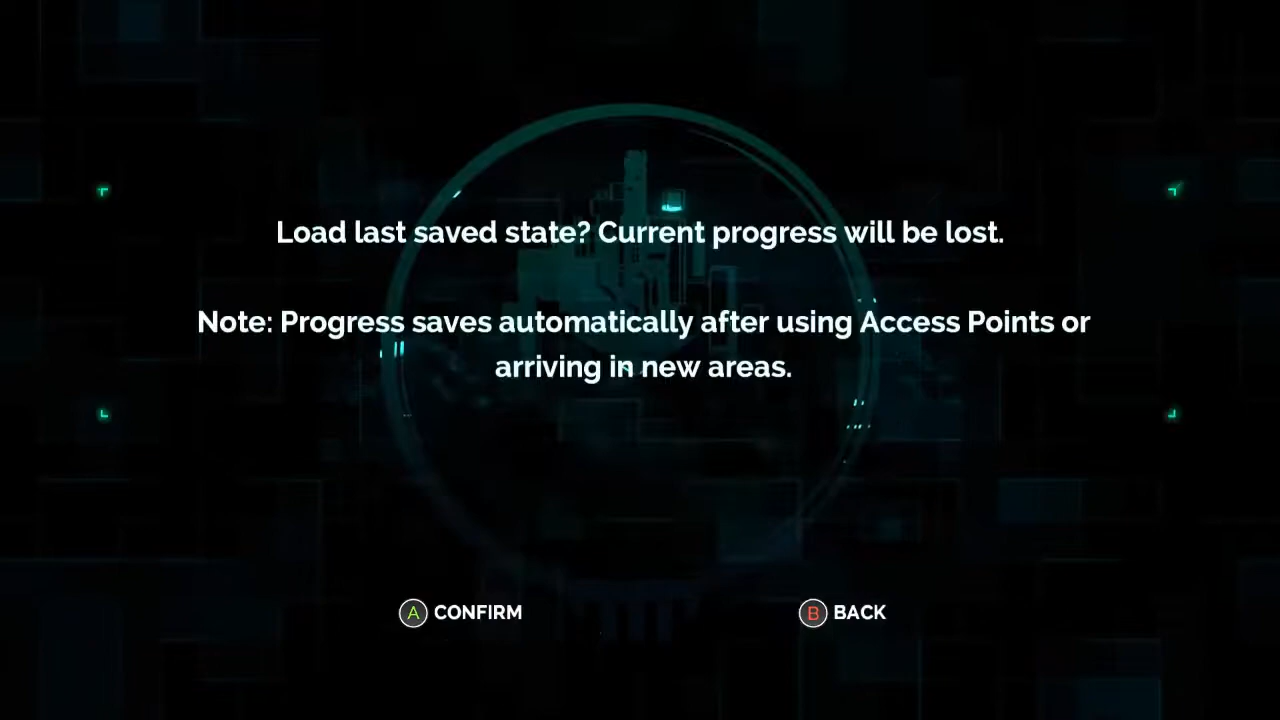 Load last saved state? Current progress will be lost.
Note: Progress saves automatically after using Access Points or
arriving in new areas.
A CONFIRM
B BACK